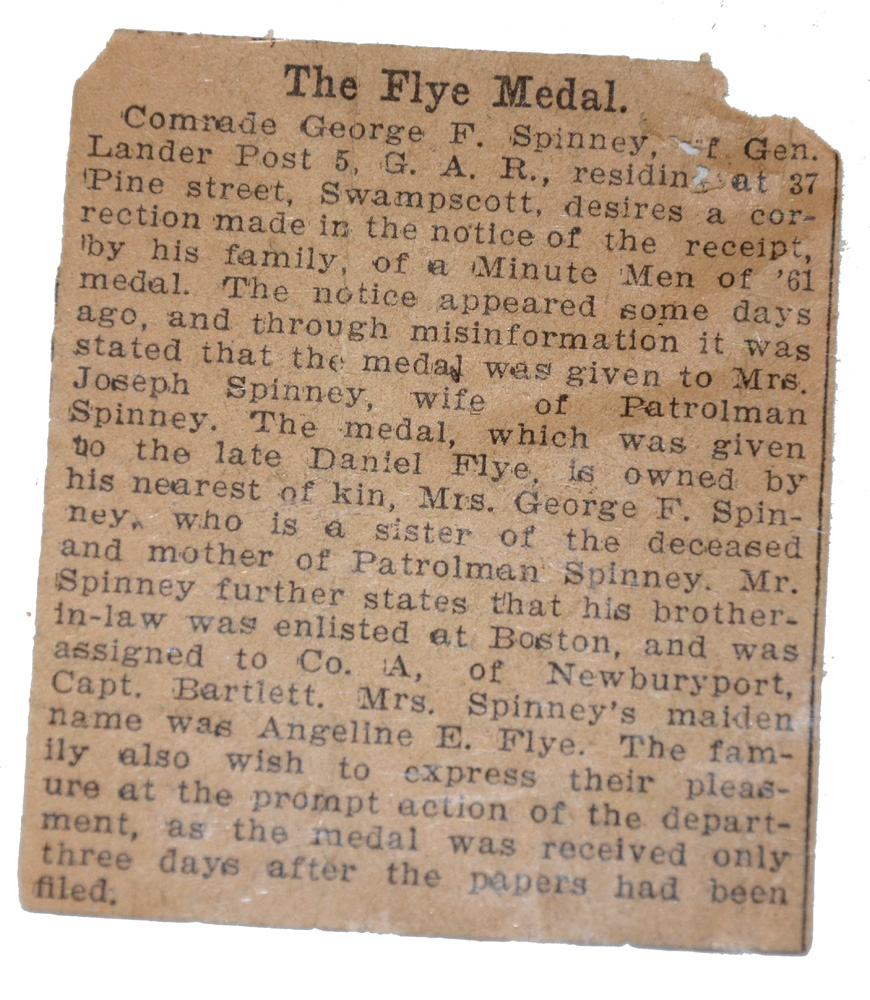 The Flye Medal.
Comrade George F. Spinney, of Gen.
Lander Post 5, G. A. R., residing at 37
Pine street, Swampscott, desires a cor-
rection made in the notice of the receipt,
by his family, of a Minute Men of '61
medal. The notice appeared some days
ago, and through misinformation it was
stated that the medal was given to Mrs.
Joseph Spinney, wife of Patrolman
Spinney. The medal, which was given
to the late Daniel Flye, is owned by
his nearest of kin, Mrs. George F. Spin-
ney, who is a sister of the deceased
and mother of Patrolman Spinney. Mr.
Spinney further states that his brother-
in-law was enlisted at Boston, and was
assigned to Co. A, of Newburyport,
Capt. Bartlett. Mrs. Spinney's maiden
name was Angeline E. Flye. The fam-
ily also wish to express their pleas-
ure at the prompt action of the depart-
ment, as the medal was received only
three days after the papers had been
filed.